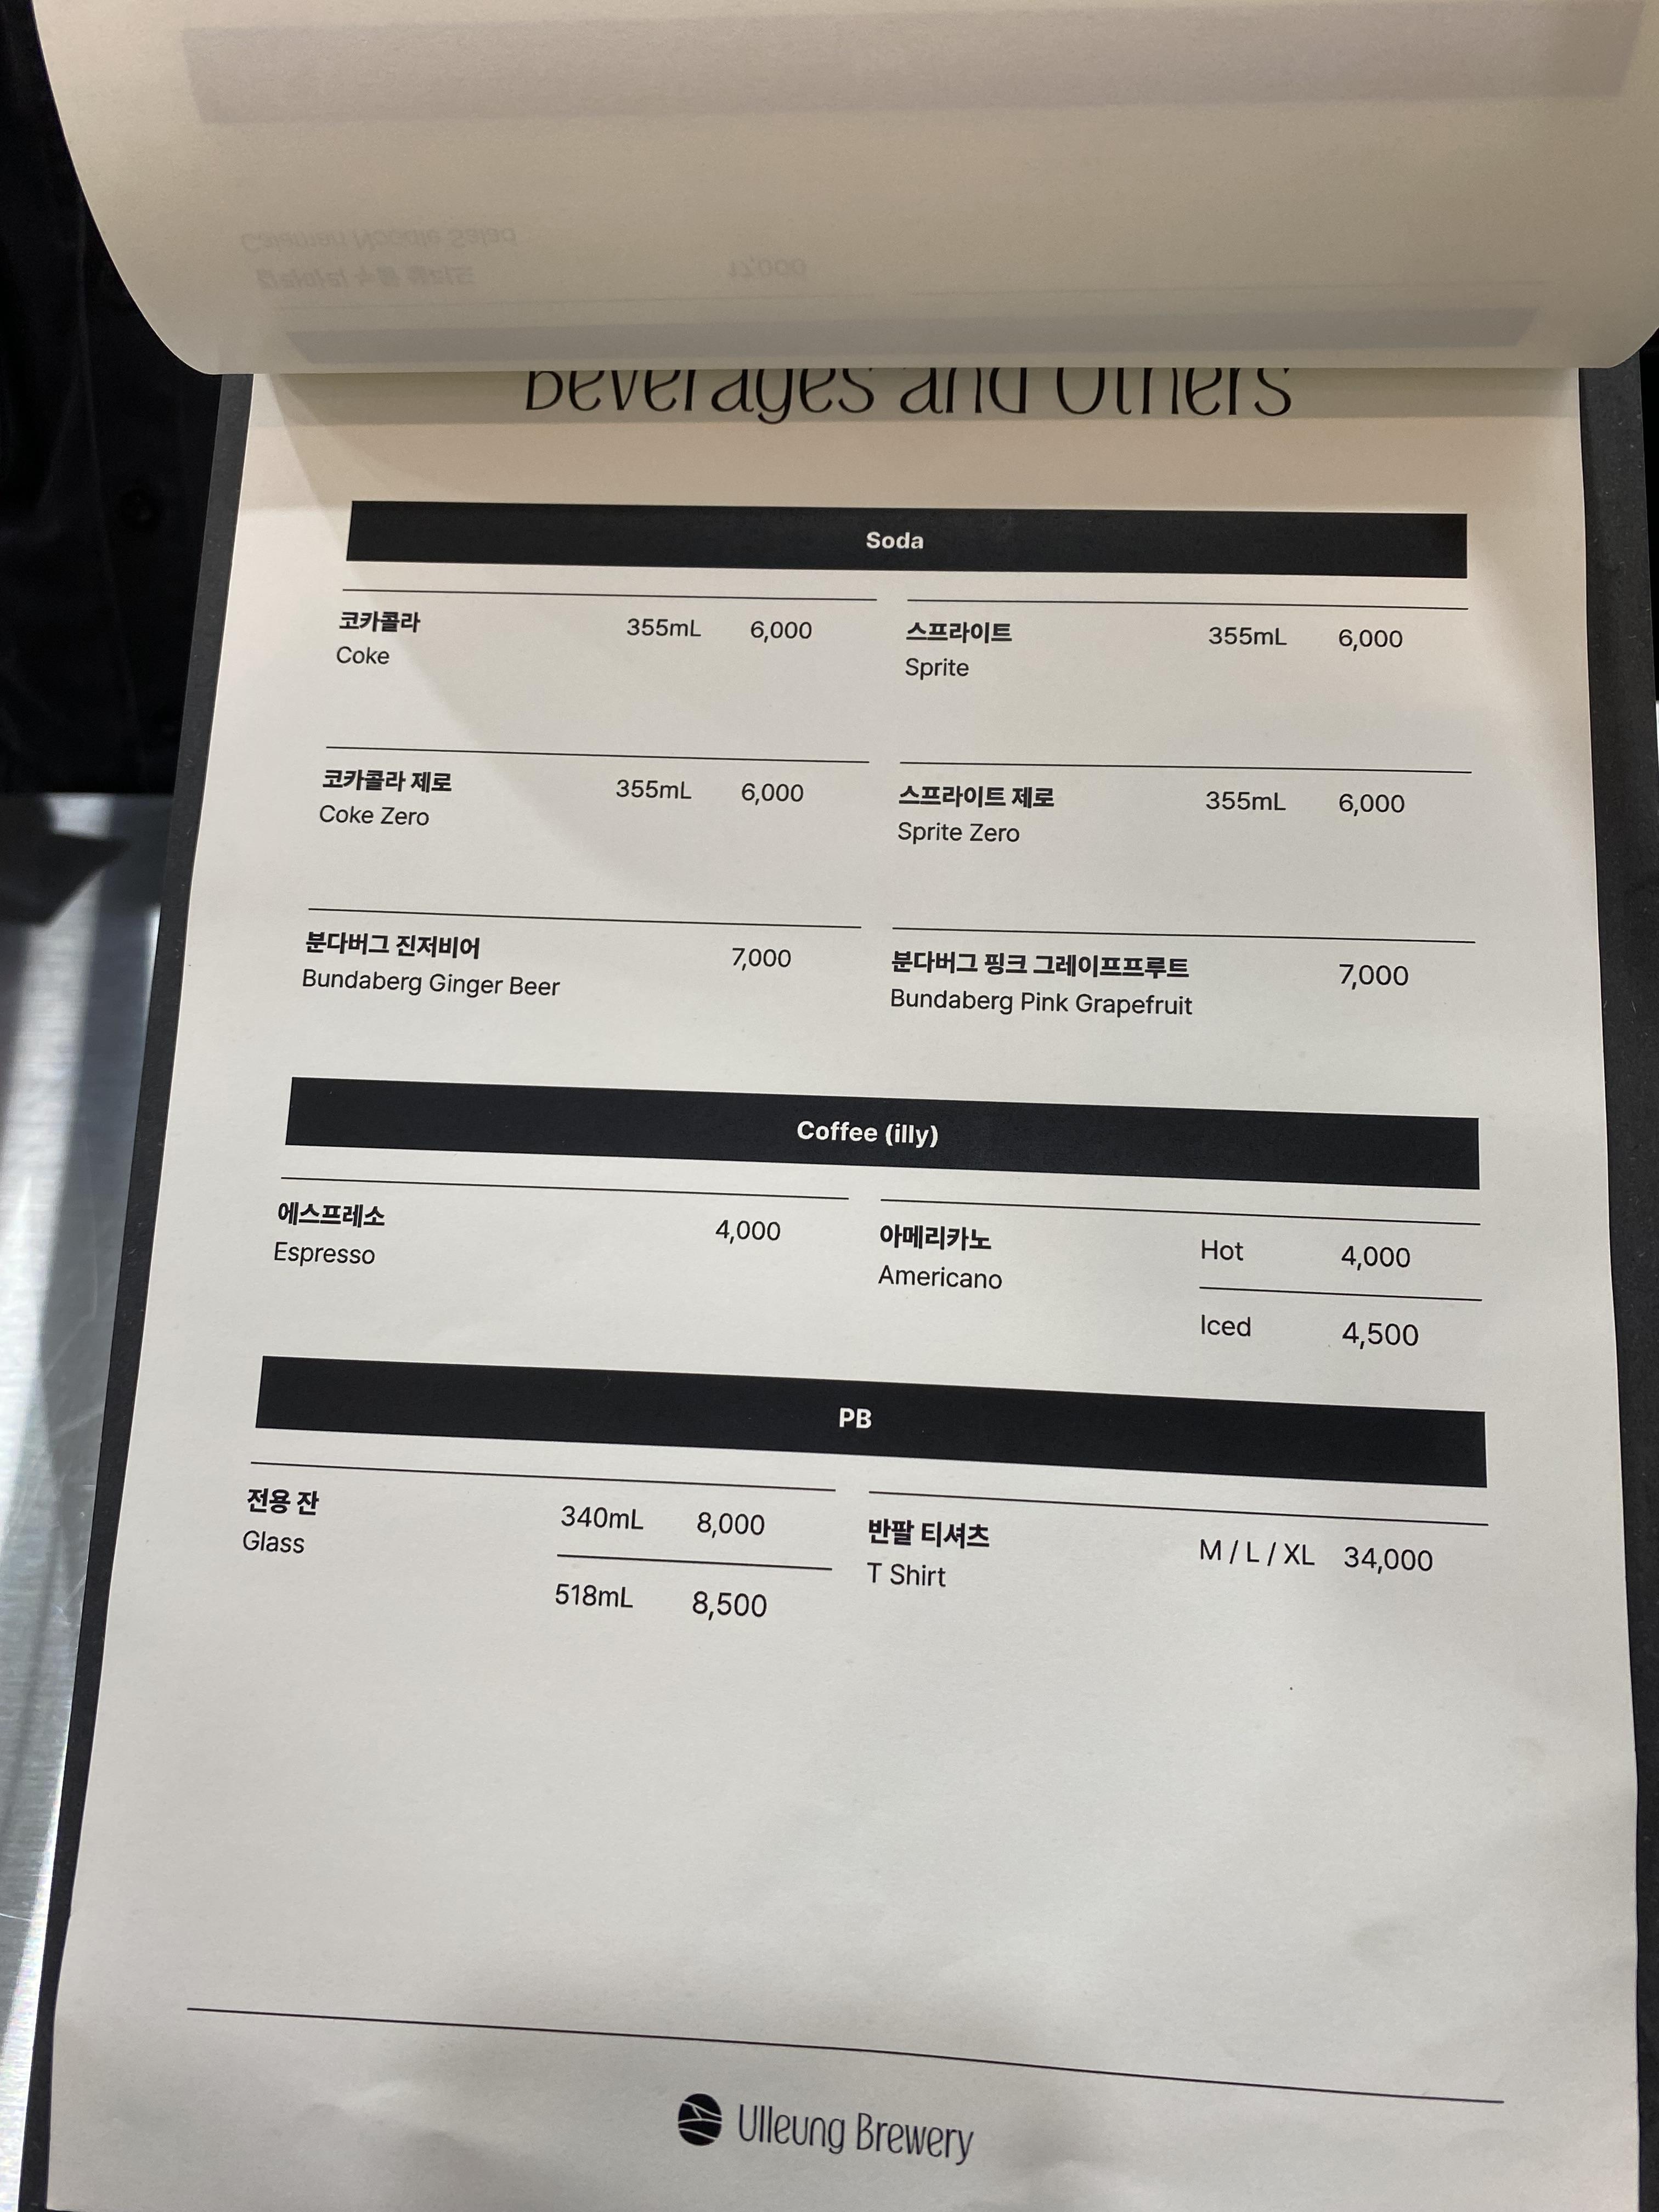 Beverages and Others
Soda
코카콜라 355mL 6,000
Coke
스프라이트 355mL 6,000
Sprite
코카콜라 제로 355mL 6,000
Coke Zero
스프라이트 제로 355mL 6,000
Sprite Zero
분다버그 진저비어 7,000
Bundaberg Ginger Beer
분다버그 핑크 그레이프프루트 7,000
Bundaberg Pink Grapefruit
Coffee (illy)
에스프레소 4,000
Espresso
아메리카노 Hot 4,000
Americano
Iced 4,500
PB
전용 잔 340mL 8,000
Glass
518mL 8,500
반팔 티셔츠 M / L / XL 34,000
T Shirt
Ulleung Brewery